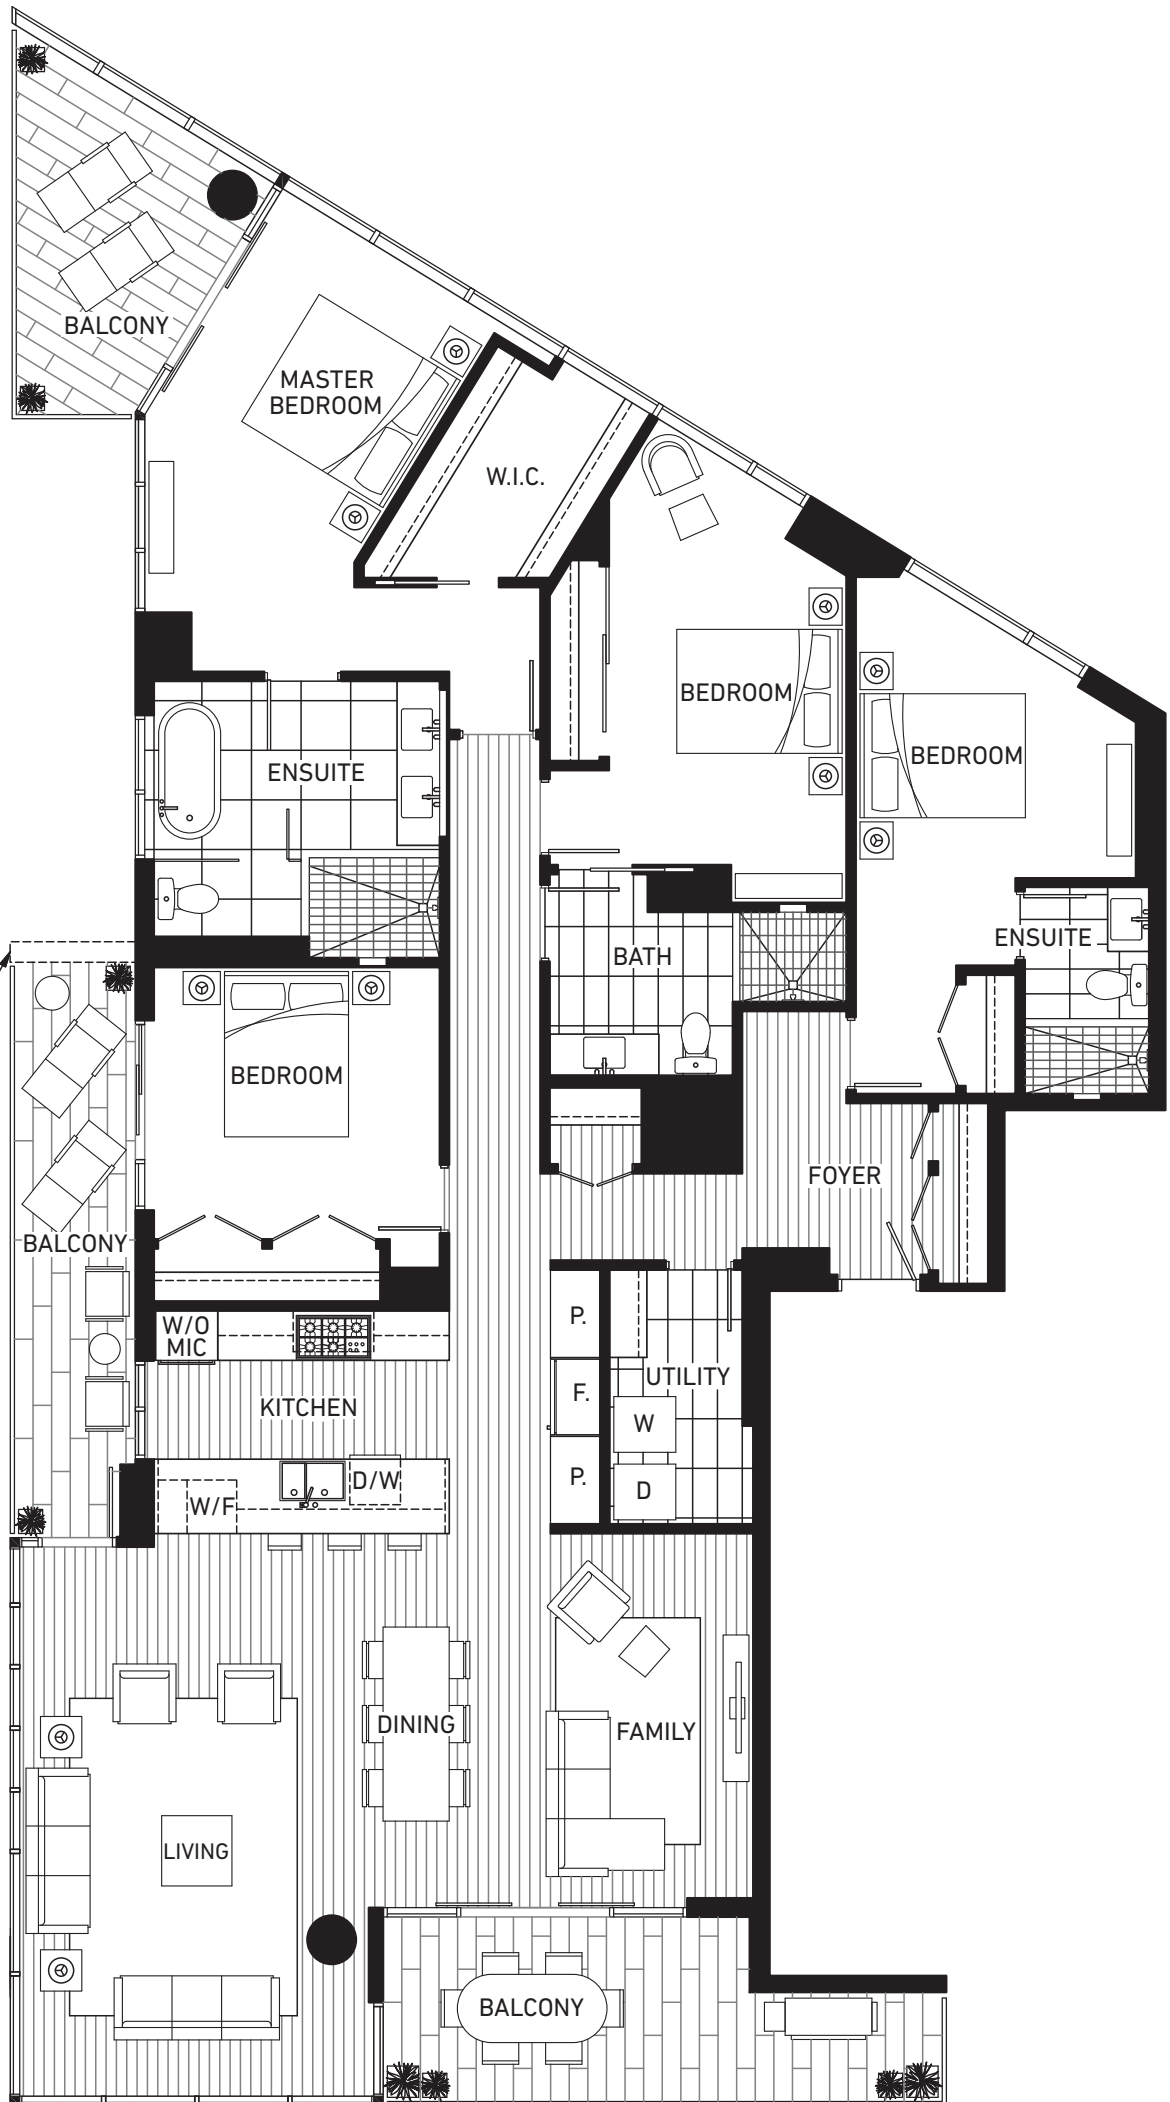 BALCONY
MASTER
BEDROOM
W.I.C.
BEDROOM
BEDROOM
ENSUITE
ENSUITE
BATH
BEDROOM
FOYER
BALCONY
W/O
MIC
P.
UTILITY
F.
KITCHEN
W
P.
D
D/W
W/F
DINING
FAMILY
LIVING
BALCONY